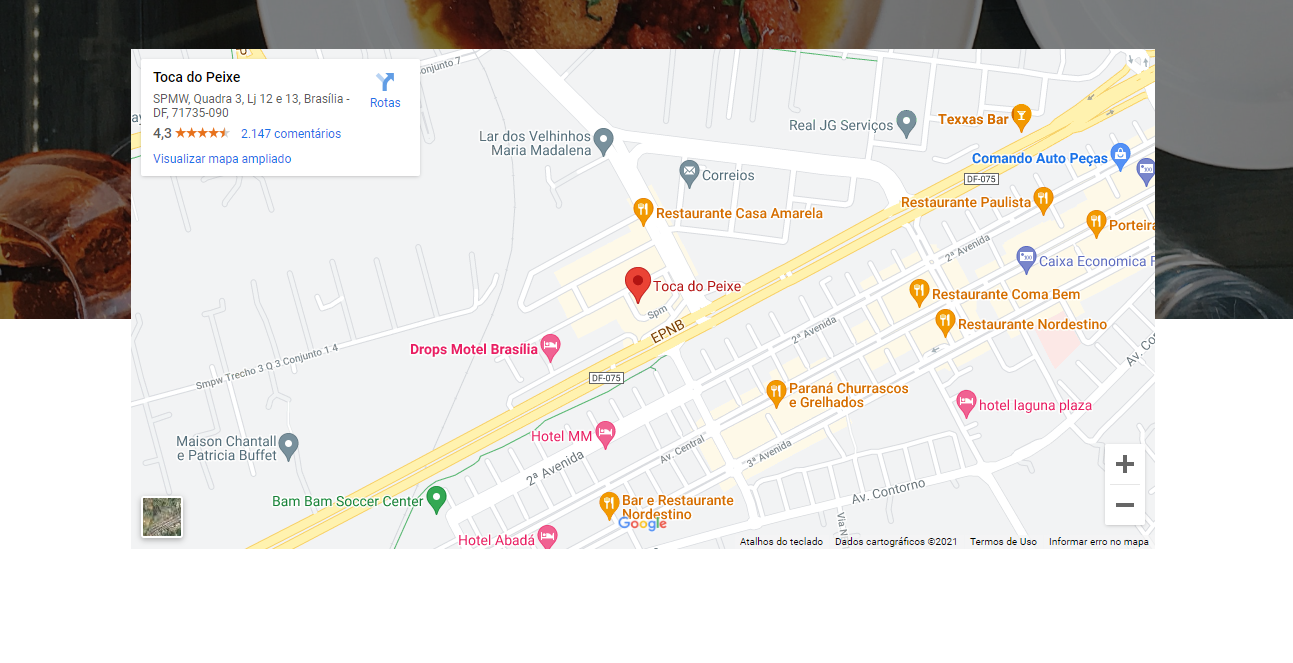 Toca do Peixe
SPMW, Quadra 3, Lj 12 e 13, Brasília -
DF, 71735-090
Rotas
4,3
2.147 comentários
Visualizar mapa ampliado
onjunto 7
Lar dos Velhinhos
Maria Madalena
Real JG Serviços
Texxas Bar
Comando Auto Peças
Correios
DF-075
Restaurante Paulista
Restaurante Casa Amarela
Porteira
2ª Avenida
Caixa Economica F
Toca do Peixe
Restaurante Coma Bem
Spm
EPNB
2ª Avenida
Restaurante Nordestino
Drops Motel Brasília
Av. Co
Smpw Trecho 3 Q 3 Conjunto 1 4
DF-075
Paraná Churrascos
e Grelhados
hotel laguna plaza
Hotel MM
Maison Chantall
e Patricia Buffet
Av. Central
3ª Avenida
2ª Avenida
Av. Contorno
Bam Bam Soccer Center
Bar e Restaurante
Nordestino
Google
Via N
Hotel Abadá
Atalhos do teclado
Dados cartográficos ©2021
Termos de Uso
Informar erro no mapa